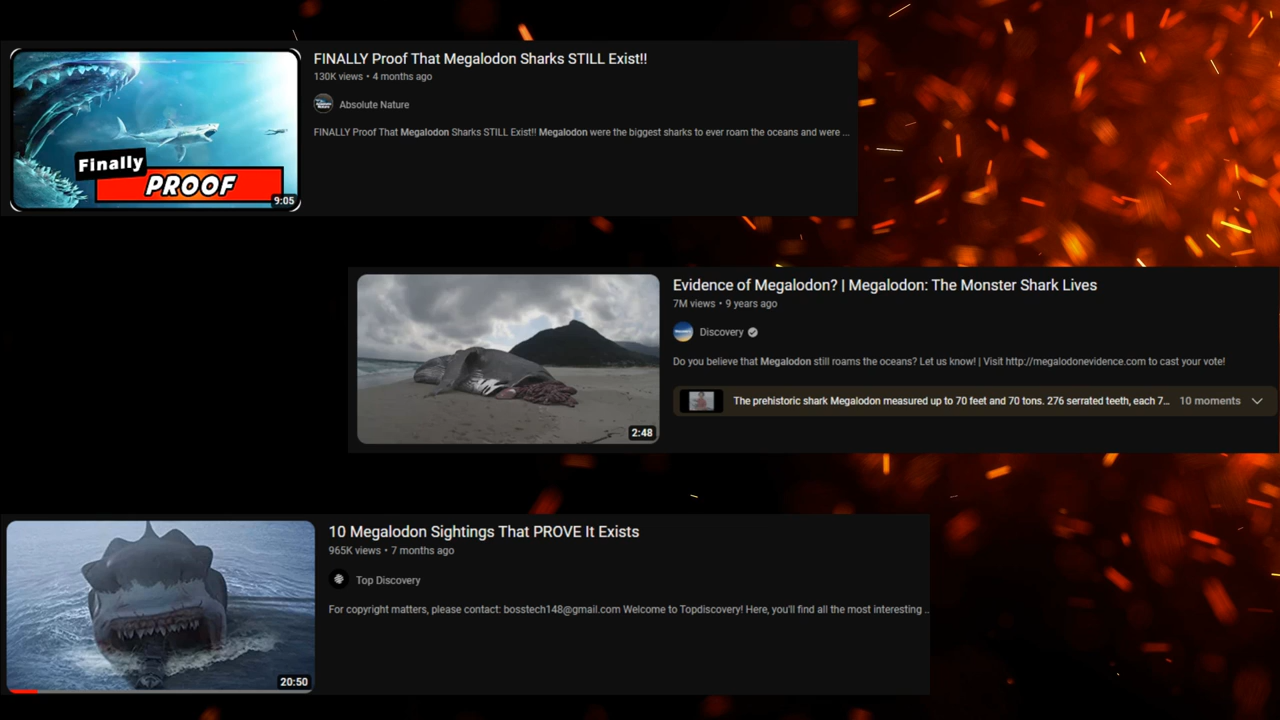 Finally
PROOF
9:05
FINALLY Proof That Megalodon Sharks STILL Exist!!
130K views • 4 months ago
Absolute Nature
FINALLY Proof That Megalodon Sharks STILL Exist!! Megalodon were the biggest sharks to ever roam the oceans and were ...
2:48
Evidence of Megalodon? | Megalodon: The Monster Shark Lives
7M views • 9 years ago
Discovery
Do you believe that Megalodon still roams the oceans? Let us know! | Visit http://megalodonevidence.com to cast your vote!
The prehistoric shark Megalodon measured up to 70 feet and 70 tons. 276 serrated teeth, each 7... 10 moments
20:50
10 Megalodon Sightings That PROVE It Exists
965K views • 7 months ago
Top Discovery
For copyright matters, please contact: bosstech148@gmail.com Welcome to Topdiscovery! Here, you'll find all the most interesting ..